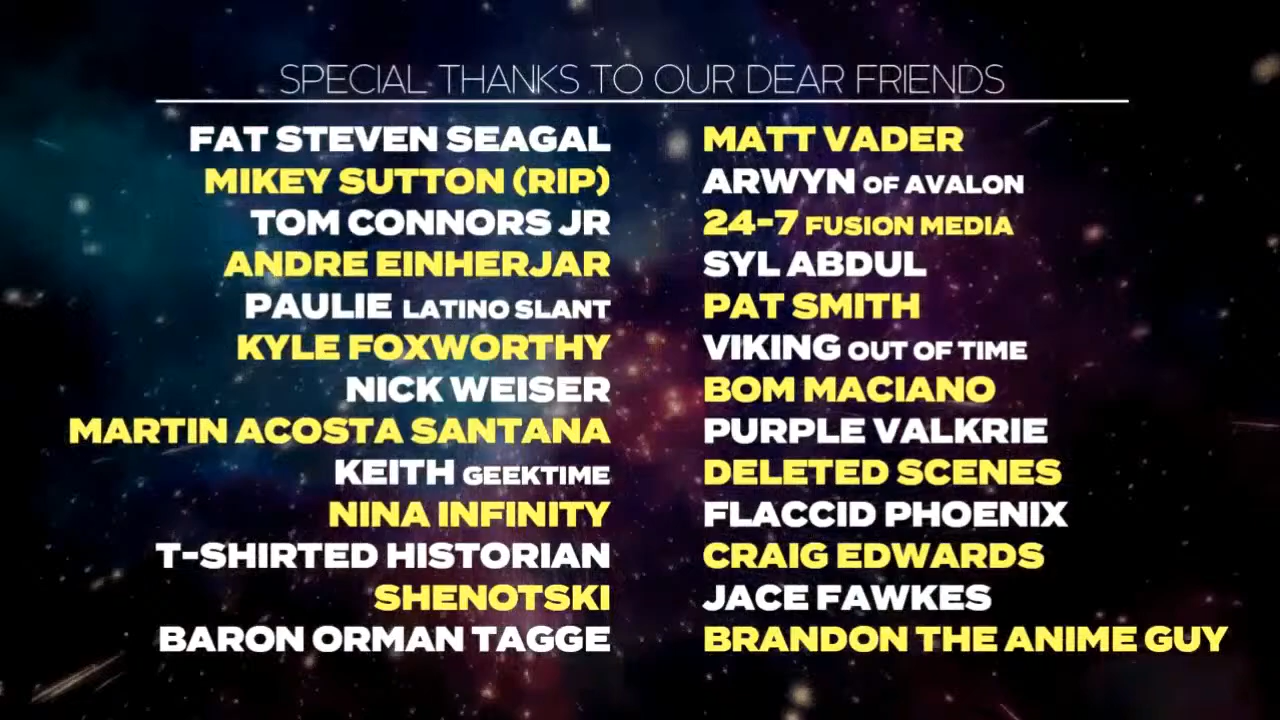 SPECIAL THANKS TO OUR DEAR FRIENDS
FAT STEVEN SEAGAL
MIKEY SUTTON (RIP)
TOM CONNORS JR
ANDRE EINHERJAR
PAULIE LATINO SLANT
KYLE FOXWORTHY
NICK WEISER
MARTIN ACOSTA SANTANA
KEITH GEEKTIME
NINA INFINITY
T-SHIRTED HISTORIAN
SHENOTSKI
BARON ORMAN TAGGE
MATT VADER
ARWYN OF AVALON
24-7 FUSION MEDIA
SYL ABDUL
PAT SMITH
VIKING OUT OF TIME
BOM MACIANO
PURPLE VALKRIE
DELETED SCENES
FLACCID PHOENIX
CRAIG EDWARDS
JACE FAWKES
BRANDON THE ANIME GUY